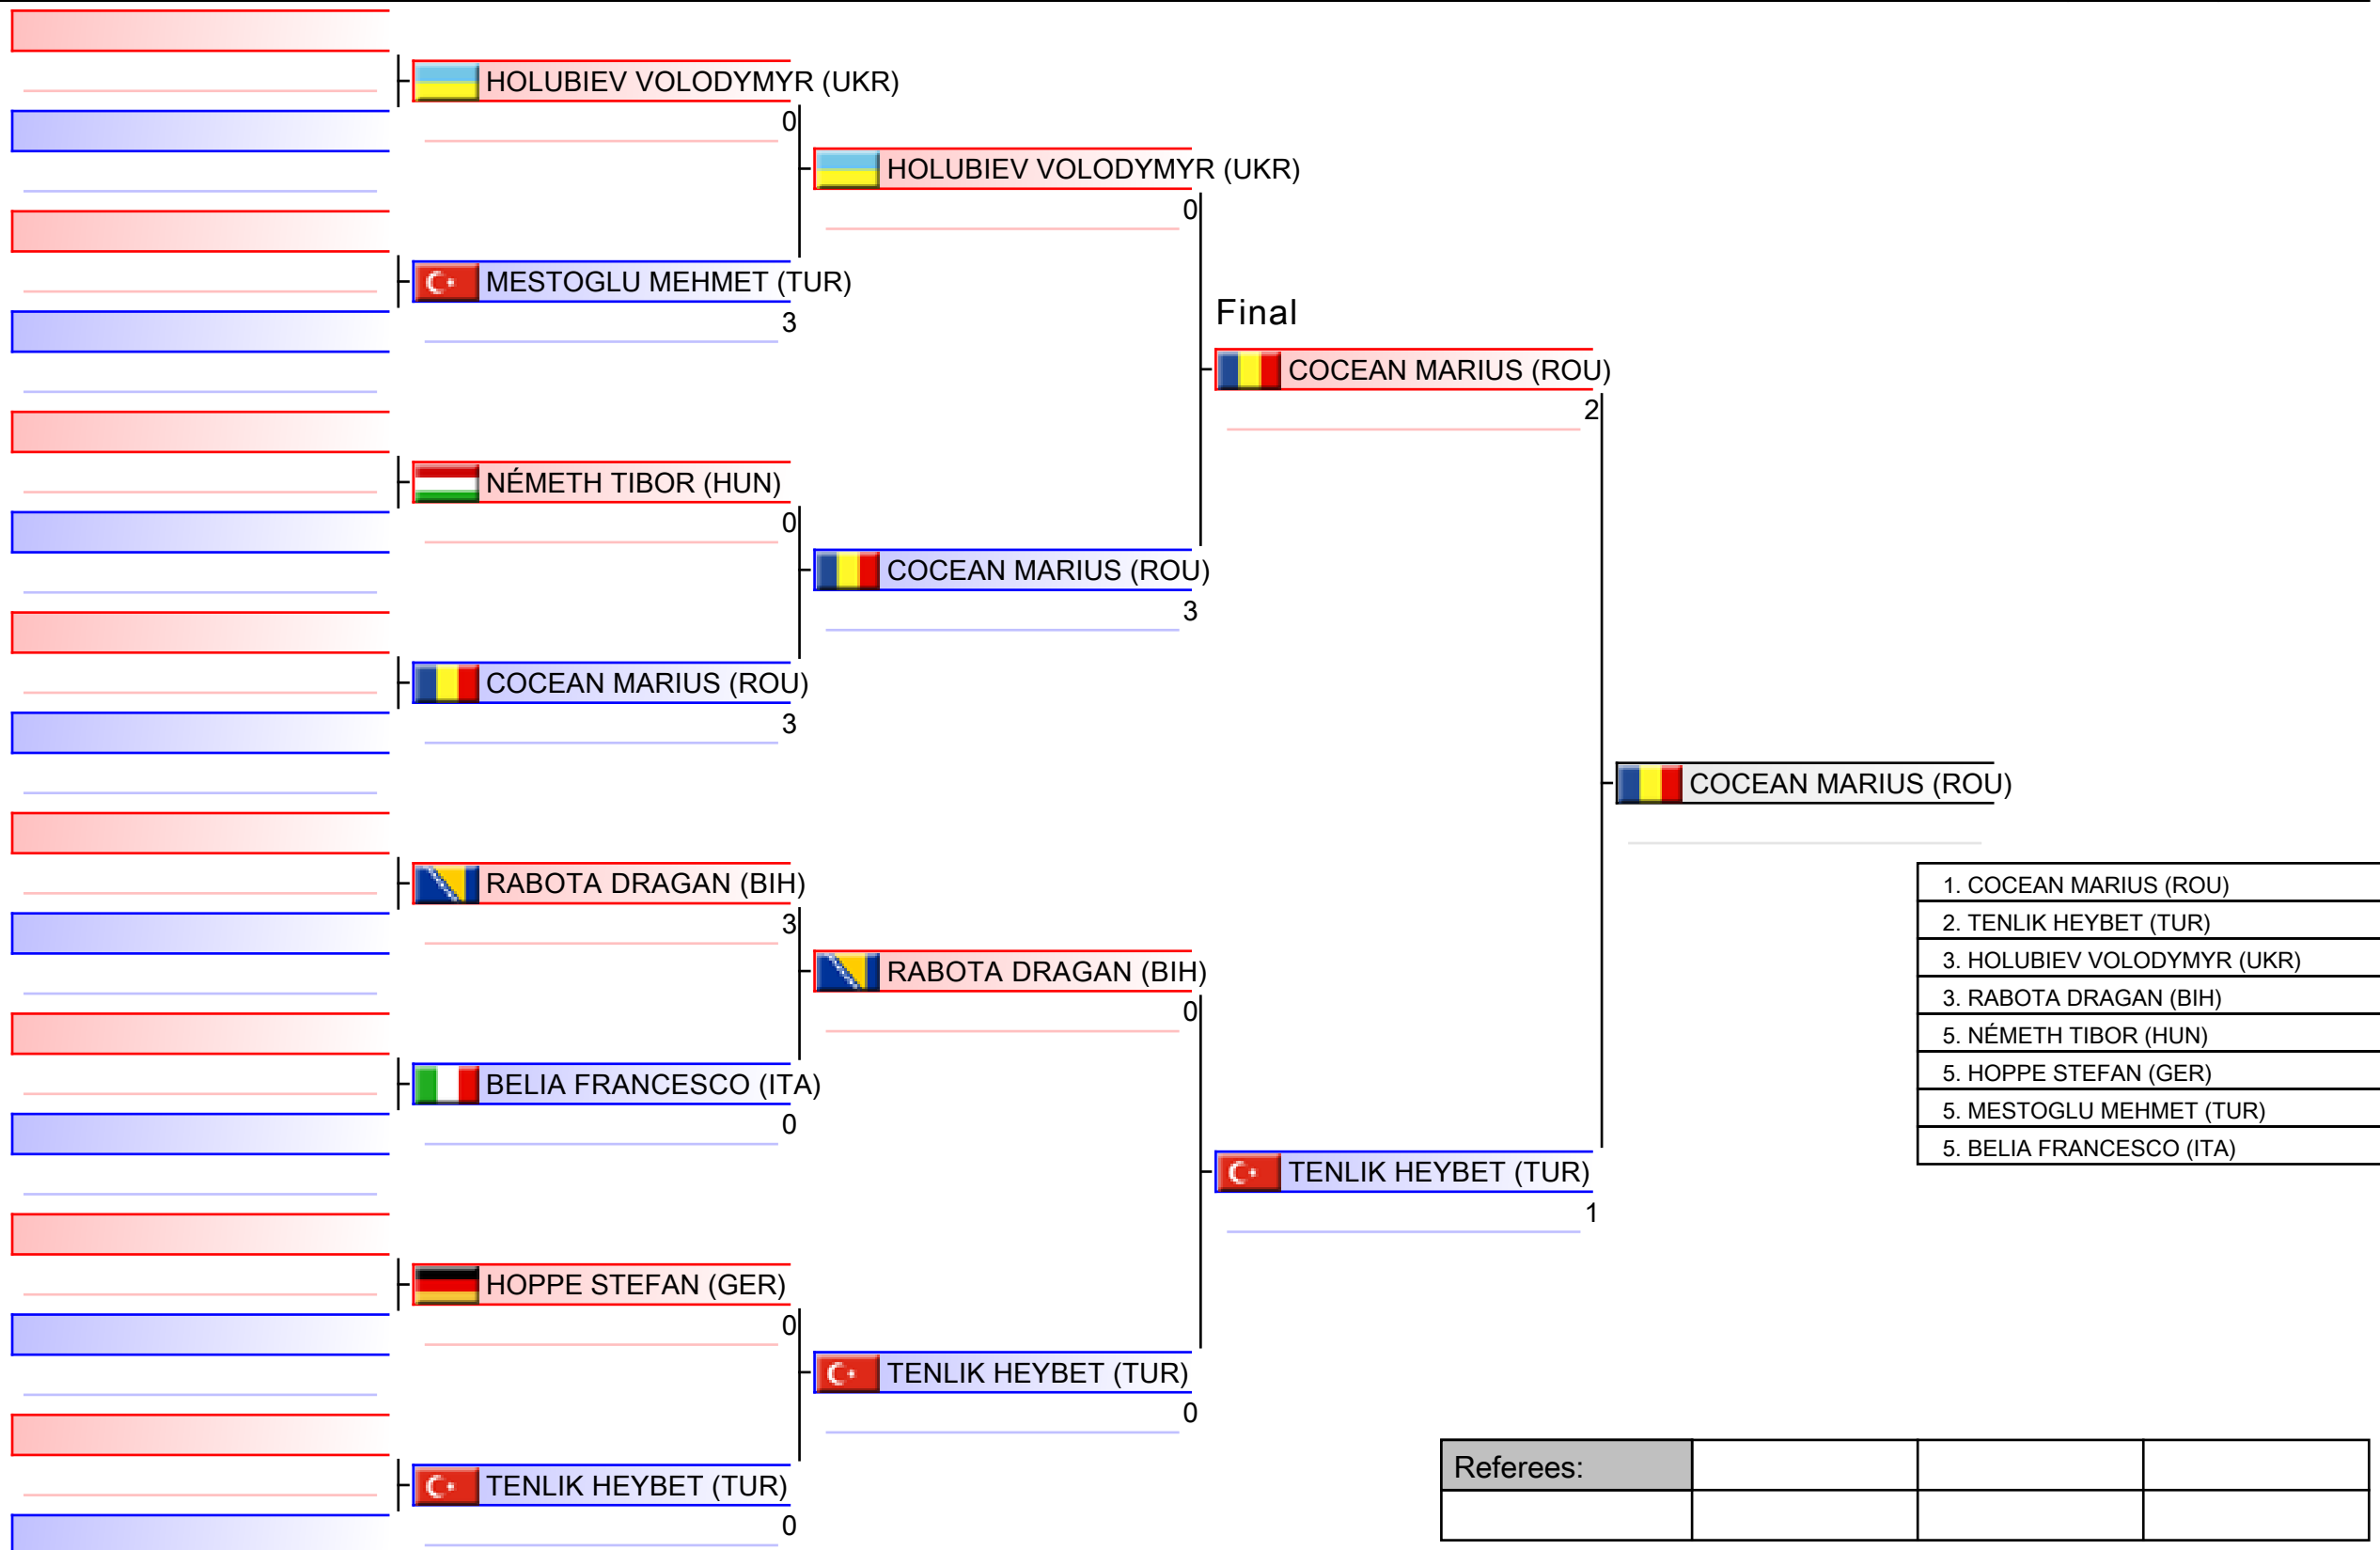 HOLUBIEV VOLODYMYR (UKR)
0
MESTOGLU MEHMET (TUR)
3
NÉMETH TIBOR (HUN)
0
COCEAN MARIUS (ROU)
3
RABOTA DRAGAN (BIH)
3
BELIA FRANCESCO (ITA)
0
HOPPE STEFAN (GER)
0
TENLIK HEYBET (TUR)
0
HOLUBIEV VOLODYMYR (UKR)
0
COCEAN MARIUS (ROU)
3
RABOTA DRAGAN (BIH)
0
TENLIK HEYBET (TUR)
0
Final
COCEAN MARIUS (ROU)
2
TENLIK HEYBET (TUR)
1
COCEAN MARIUS (ROU)
1. COCEAN MARIUS (ROU)
2. TENLIK HEYBET (TUR)
3. HOLUBIEV VOLODYMYR (UKR)
3. RABOTA DRAGAN (BIH)
5. NÉMETH TIBOR (HUN)
5. HOPPE STEFAN (GER)
5. MESTOGLU MEHMET (TUR)
5. BELIA FRANCESCO (ITA)
Referees: